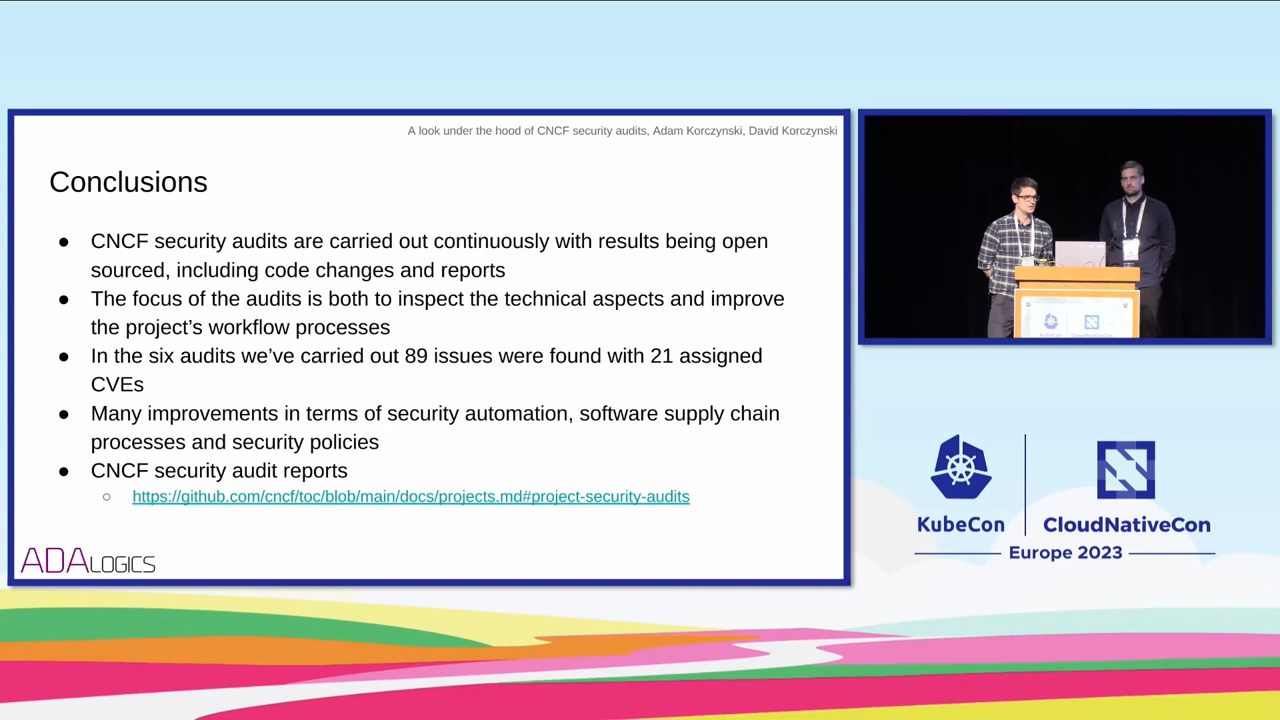 A look under the hood of CNCF security audits, Adam Korczynski, David Korczynski
Conclusions
● CNCF security audits are carried out continuously with results being open
sourced, including code changes and reports
● The focus of the audits is both to inspect the technical aspects and improve
the project's workflow processes
● In the six audits we've carried out 89 issues were found with 21 assigned
CVEs
● Many improvements in terms of security automation, software supply chain
processes and security policies
● CNCF security audit reports
○ https://github.com/cncf/toc/blob/main/docs/projects.md#project-security-audits
ADALOGICS
KubeCon
CloudNativeCon
Europe 2023